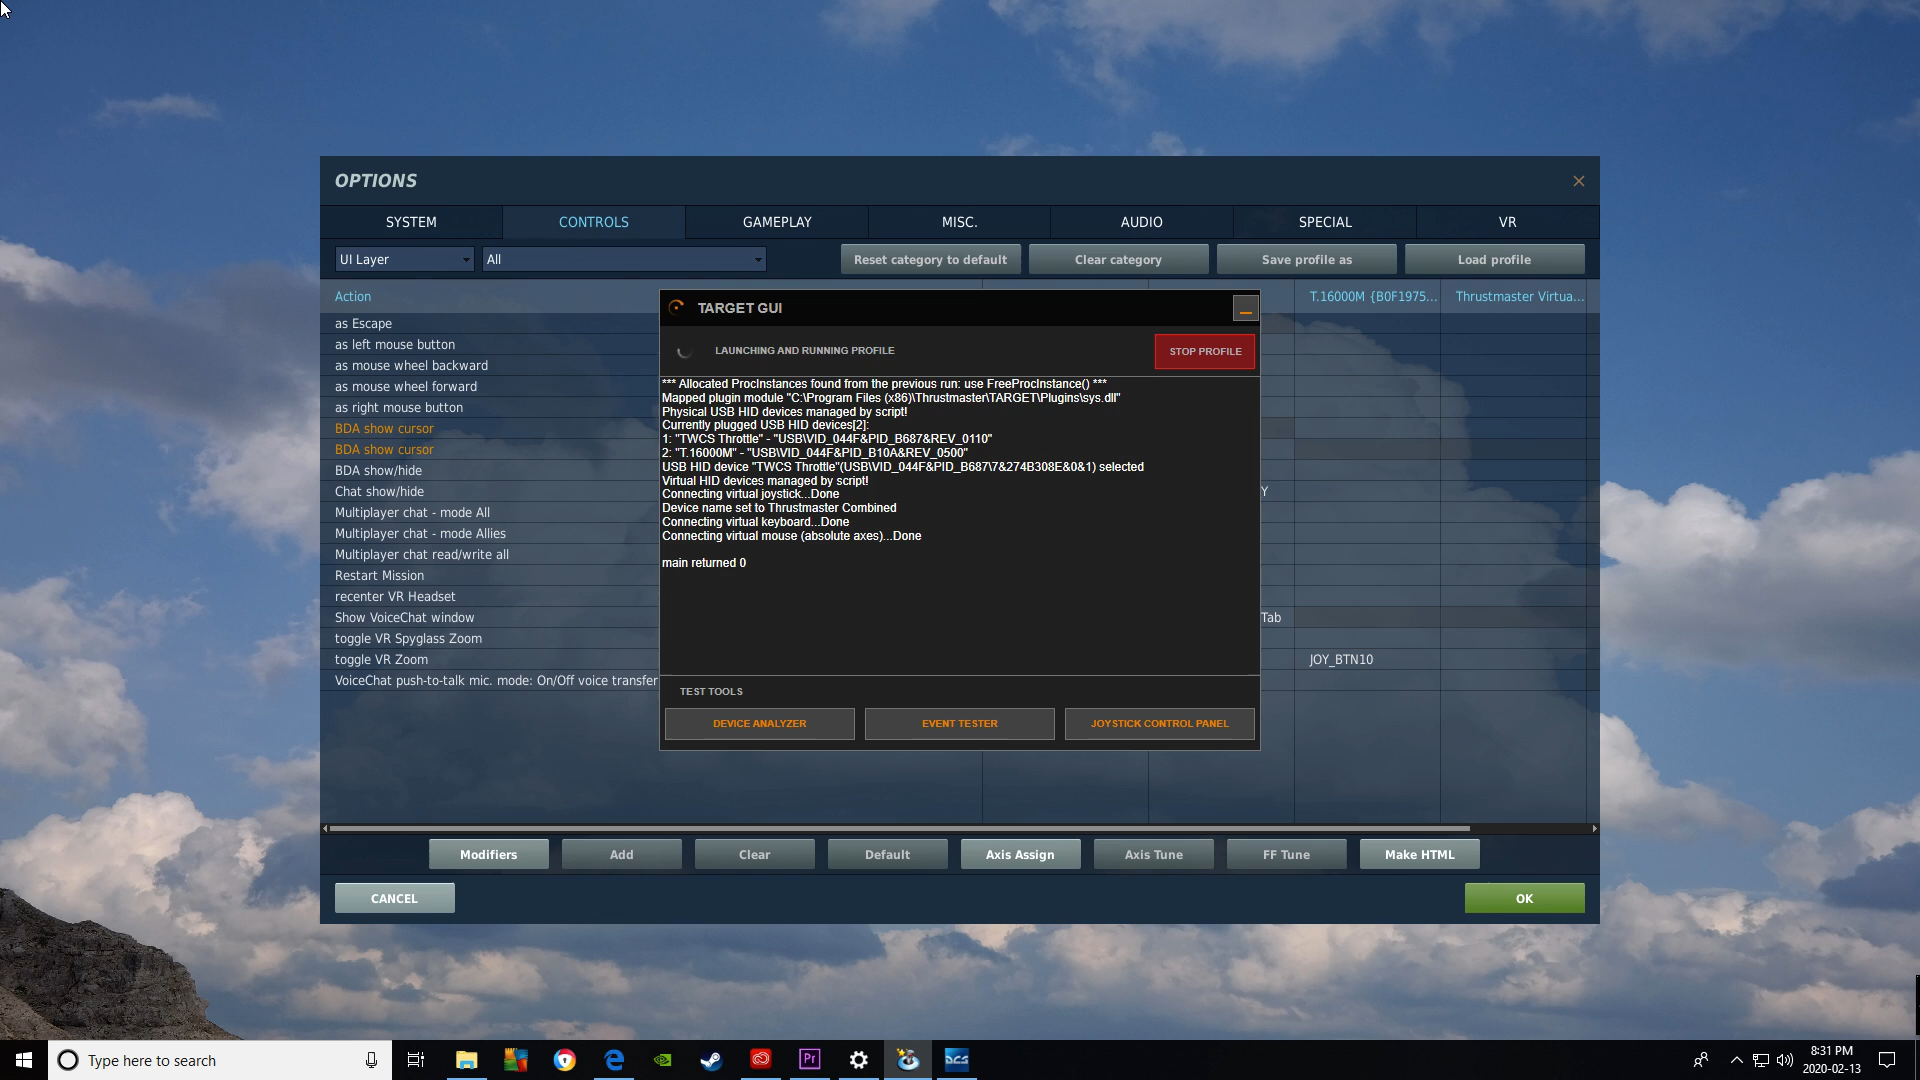 OPTIONS
SYSTEM CONTROLS GAMEPLAY MISC. AUDIO SPECIAL VR
UI Layer All Reset category to default Clear category Save profile as Load profile
Action T.16000M {B0F1975... Thrustmaster Virtua...
as Escape
as left mouse button
as mouse wheel backward
as mouse wheel forward
as right mouse button
BDA show cursor
BDA show cursor
BDA show/hide
Chat show/hide Y
Multiplayer chat - mode All
Multiplayer chat - mode Allies
Multiplayer chat read/write all
Restart Mission
recenter VR Headset
Show VoiceChat window Tab
toggle VR Spyglass Zoom
toggle VR Zoom JOY_BTN10
VoiceChat push-to-talk mic. mode: On/Off voice transfer
TARGET GUI
LAUNCHING AND RUNNING PROFILE STOP PROFILE
*** Allocated ProcInstances found from the previous run: use FreeProcInstance() ***
Mapped plugin module "C:\Program Files (x86)\Thrustmaster\TARGET\Plugins\sys.dll"
Physical USB HID devices managed by script!
Currently plugged USB HID devices[2]:
1: "TWCS Throttle" - "USB\VID_044F&PID_B687&REV_0110"
2: "T.16000M" - "USB\VID_044F&PID_B10A&REV_0500"
USB HID device "TWCS Throttle"(USB\VID_044F&PID_B687\7&274B308E&0&1) selected
Virtual HID devices managed by script!
Connecting virtual joystick...Done
Device name set to Thrustmaster Combined
Connecting virtual keyboard...Done
Connecting virtual mouse (absolute axes)...Done
main returned 0
TEST TOOLS
DEVICE ANALYZER EVENT TESTER JOYSTICK CONTROL PANEL
Modifiers Add Clear Default Axis Assign Axis Tune FF Tune Make HTML
CANCEL OK
Type here to search Pr DCS 8:31 PM
2020-02-13